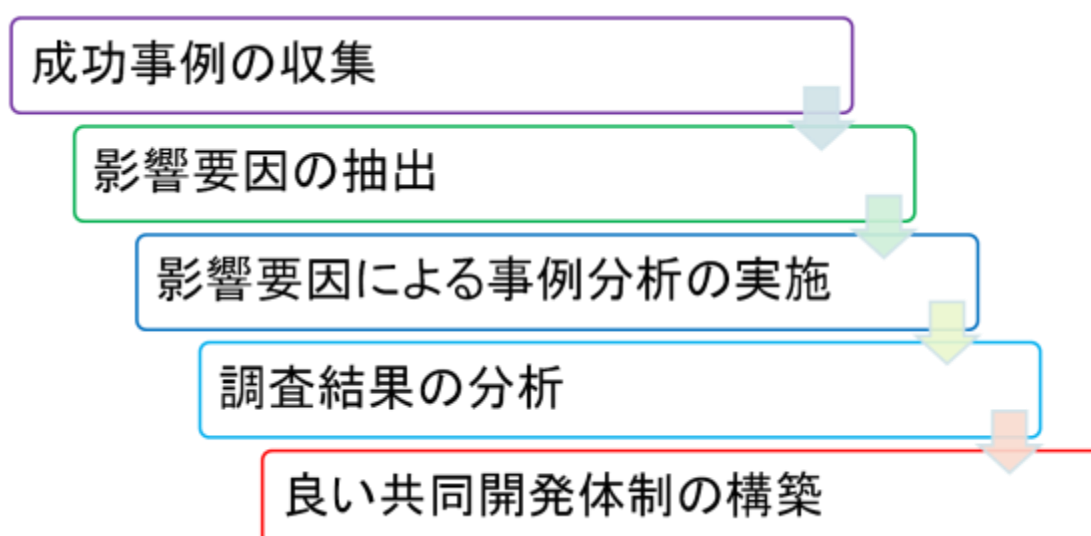 成功事例の収集
影響要因の抽出
影響要因による事例分析の実施
調査結果の分析
良い共同開発体制の構築